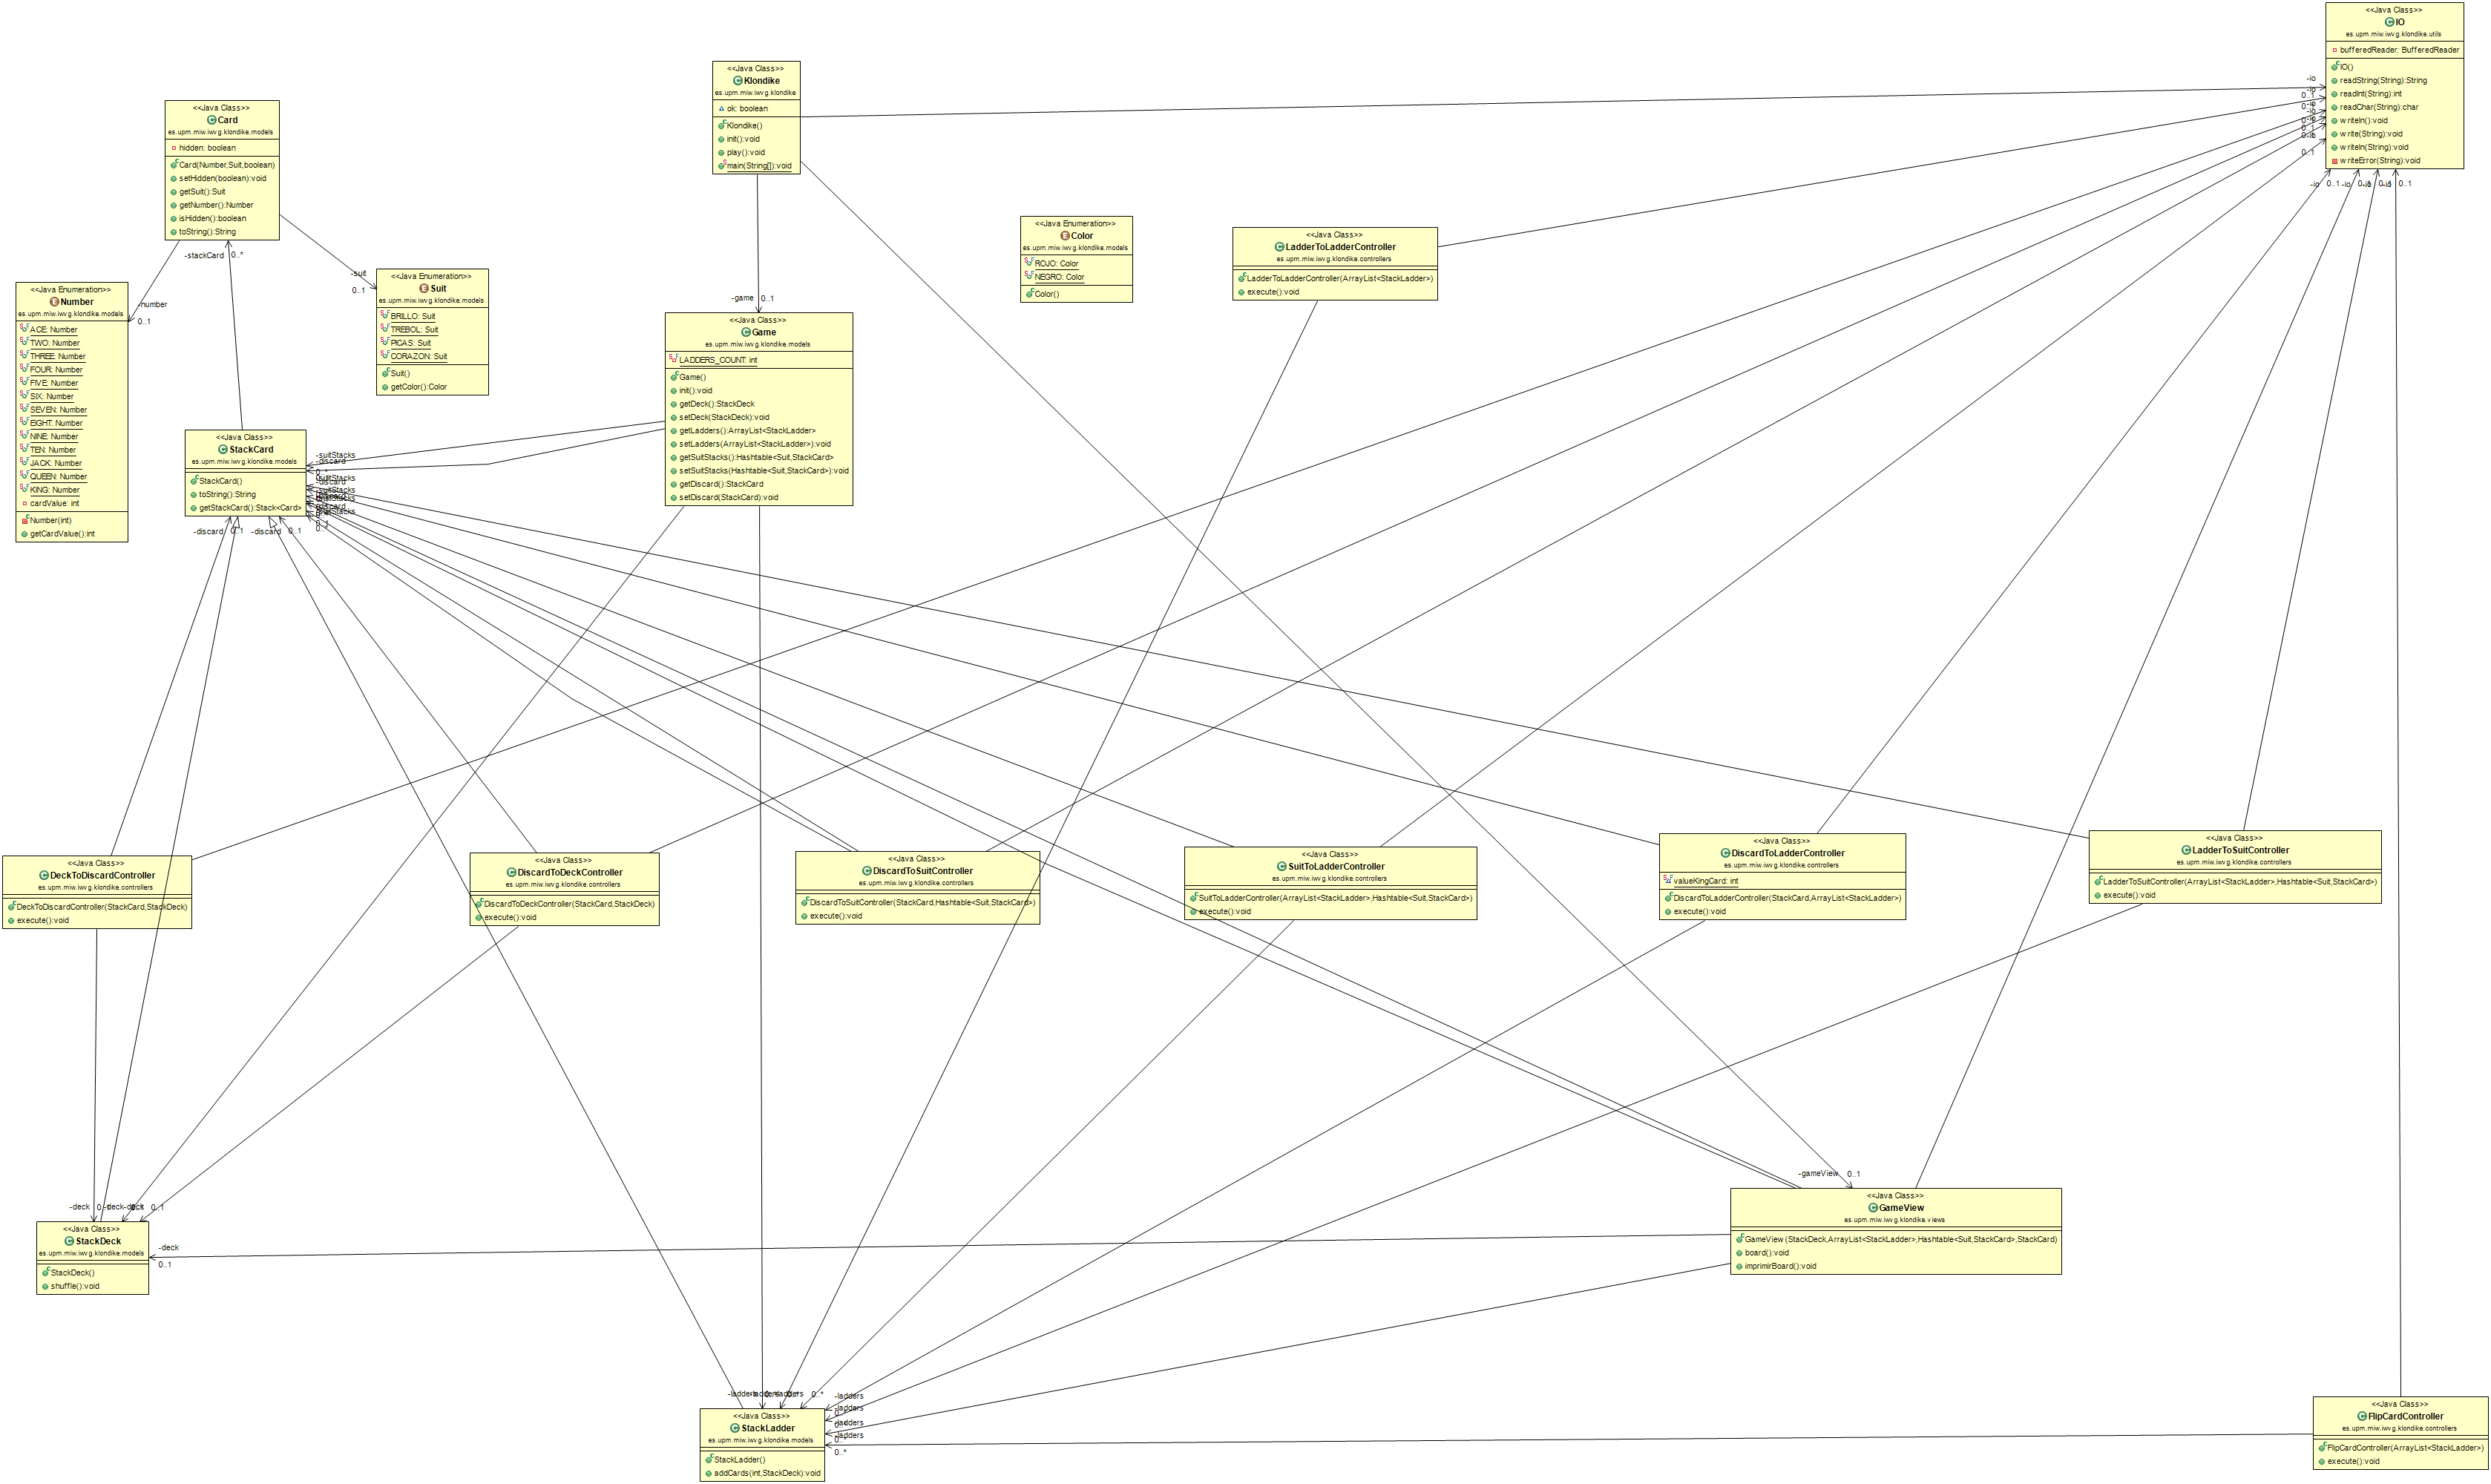 <<Java Class>>
IO
es.upm.miw.iwvg.klondike.utils
bufferedReader: BufferedReader
IO()
readString(String):String
readInt(String):int
readChar(String):char
writeln():void
write(String):void
writeln(String):void
writeError(String):void
<<Java Class>>
Klondike
es.upm.miw.iwvg.klondike
ok: boolean
Klondike()
init():void
play():void
main(String[]):void
<<Java Class>>
Card
es.upm.miw.iwvg.klondike.models
hidden: boolean
Card(Number,Suit,boolean)
setHidden(boolean):void
getSuit():Suit
getNumber():Number
isHidden():boolean
toString():String
-stackCard 0..*
-suit
0..1
-number
0..1
<<Java Enumeration>>
Number
es.upm.miw.iwvg.klondike.models
ACE: Number
TWO: Number
THREE: Number
FOUR: Number
FIVE: Number
SIX: Number
SEVEN: Number
EIGHT: Number
NINE: Number
TEN: Number
JACK: Number
QUEEN: Number
KING: Number
cardValue: int
Number(int)
getCardValue():int
<<Java Enumeration>>
Suit
es.upm.miw.iwvg.klondike.models
BRILLO: Suit
TREBOL: Suit
PICAS: Suit
CORAZON: Suit
Suit()
getColor():Color
<<Java Enumeration>>
Color
es.upm.miw.iwvg.klondike.models
ROJO: Color
NEGRO: Color
Color()
<<Java Class>>
LadderToLadderController
es.upm.miw.iwvg.klondike.controllers
LadderToLadderController(ArrayList<StackLadder>)
execute():void
-io
0..1
-io 0..1
-game 0..1
<<Java Class>>
Game
es.upm.miw.iwvg.klondike.models
LADDERS_COUNT: int
Game()
init():void
getDeck():StackDeck
setDeck(StackDeck):void
getLadders():ArrayList<StackLadder>
setLadders(ArrayList<StackLadder>):void
getSuitStacks():Hashtable<Suit,StackCard>
setSuitStacks(Hashtable<Suit,StackCard>):void
getDiscard():StackCard
setDiscard(StackCard):void
<<Java Class>>
StackCard
es.upm.miw.iwvg.klondike.models
StackCard()
toString():String
getStackCard():Stack<Card>
-suitStacks
-discard
0..*
-discard 0..1
-discard 0..1
<<Java Class>>
DeckToDiscardController
es.upm.miw.iwvg.klondike.controllers
DeckToDiscardController(StackCard,StackDeck)
execute():void
<<Java Class>>
DiscardToDeckController
es.upm.miw.iwvg.klondike.controllers
DiscardToDeckController(StackCard,StackDeck)
execute():void
<<Java Class>>
DiscardToSuitController
es.upm.miw.iwvg.klondike.controllers
DiscardToSuitController(StackCard,Hashtable<Suit,StackCard>)
execute():void
<<Java Class>>
SuitToLadderController
es.upm.miw.iwvg.klondike.controllers
SuitToLadderController(ArrayList<StackLadder>,Hashtable<Suit,StackCard>)
execute():void
<<Java Class>>
DiscardToLadderController
es.upm.miw.iwvg.klondike.controllers
valueKingCard: int
DiscardToLadderController(StackCard,ArrayList<StackLadder>)
execute():void
<<Java Class>>
LadderToSuitController
es.upm.miw.iwvg.klondike.controllers
LadderToSuitController(ArrayList<StackLadder>,Hashtable<Suit,StackCard>)
execute():void
-gameView 0..1
<<Java Class>>
GameView
es.upm.miw.iwvg.klondike.views
GameView(StackDeck,ArrayList<StackLadder>,Hashtable<Suit,StackCard>,StackCard)
board():void
imprimirBoard():void
-deck
0..1
<<Java Class>>
StackDeck
es.upm.miw.iwvg.klondike.models
StackDeck()
shuffle():void
-deck
0..1
-ladders
0..*
-ladders
-ladders
-ladders
-ladders
0..*
<<Java Class>>
StackLadder
es.upm.miw.iwvg.klondike.models
StackLadder()
addCards(int,StackDeck):void
<<Java Class>>
FlipCardController
es.upm.miw.iwvg.klondike.controllers
FlipCardController(ArrayList<StackLadder>)
execute():void